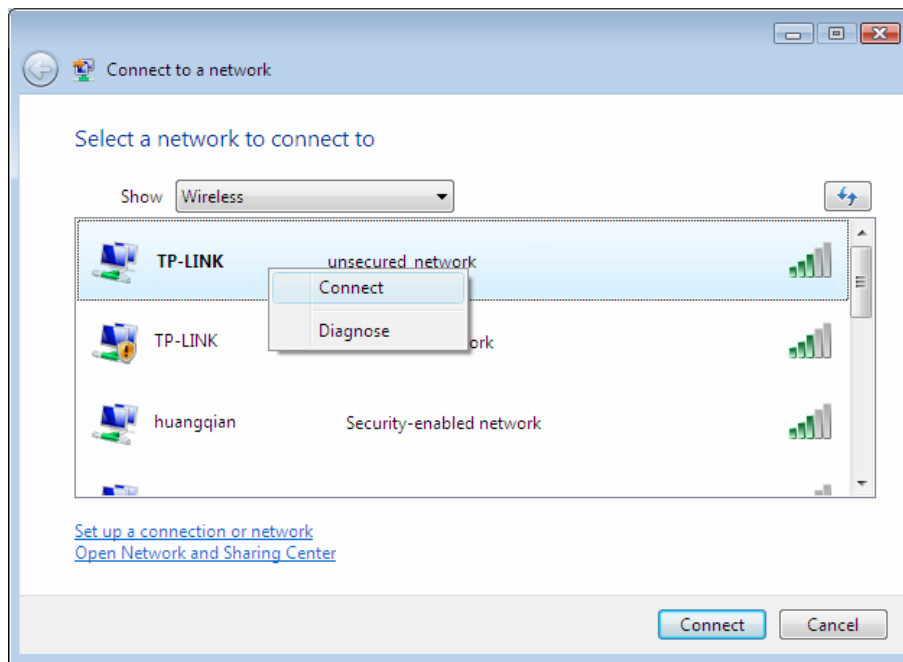 Connect to a network
Select a network to connect to
Show Wireless
TP-LINK unsecured network
Connect
Diagnose
TP-LINK
huangqian Security-enabled network
Set up a connection or network
Open Network and Sharing Center
Connect Cancel